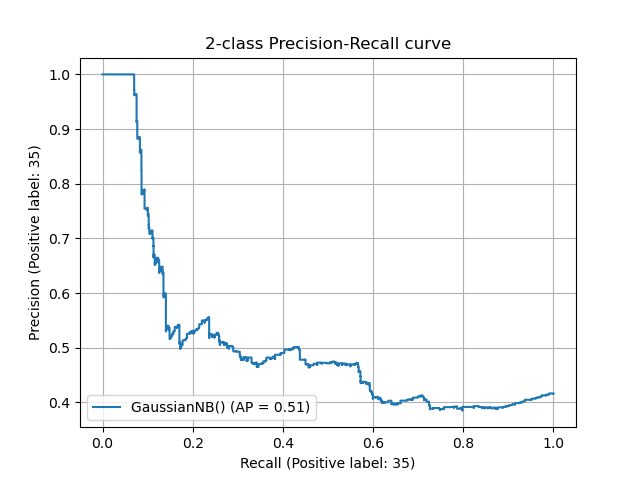 2-class Precision-Recall curve
1.0
0.9
0.8
0.7
0.6
0.5
0.4
Precision (Positive label: 35)
GaussianNB() (AP = 0.51)
0.0 0.2 0.4 0.6 0.8 1.0
Recall (Positive label: 35)